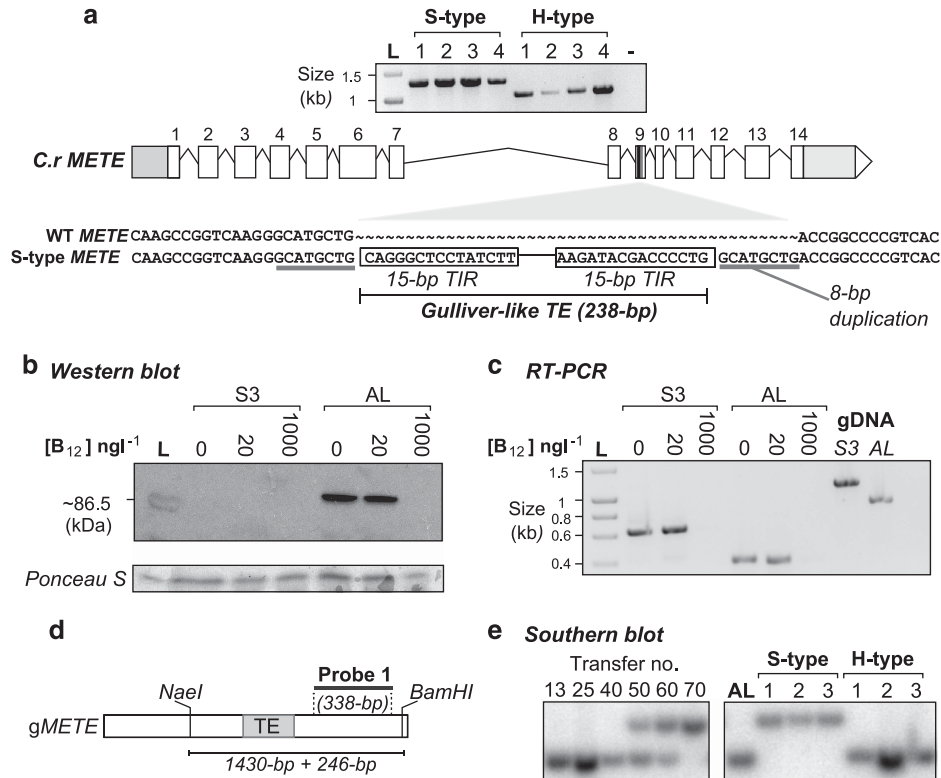 a
S-type H-type
L 1 2 3 4 1 2 3 4 -
Size (kb)
1.5
1
1 2 3 4 5 6 7 8 9 10 11 12 13 14
C.r METE
WT METE CAAGCCGGTCAAGGGCATGCTG~~~~~~~~~~~~~~~~~~~~~~~~~~~~~~~~~~~~~~~~~~~~ACCGGCCCCGTCAC
S-type METE CAAGCCGGTCAAGGGCATGCTG CAGGGCTCCTATCTT AAGATACGACCCCTG GCATGCTGACCGGCCCCGTCAC
15-bp TIR 15-bp TIR
Gulliver-like TE (238-bp)
8-bp duplication
b Western blot
S3 AL
[B12] ngl-1 L 0 20 1000 0 20 1000
~86.5 (kDa)
Ponceau S
c RT-PCR
S3 AL gDNA
[B12] ngl-1 L 0 20 1000 0 20 1000 S3 AL
Size (kb)
1.5
1
0.8
0.6
0.4
d
Probe 1
(338-bp)
NaeI BamHI
gMETE TE
1430-bp + 246-bp
e Southern blot
Transfer no.
13 25 40 50 60 70
S-type H-type
AL 1 2 3 1 2 3